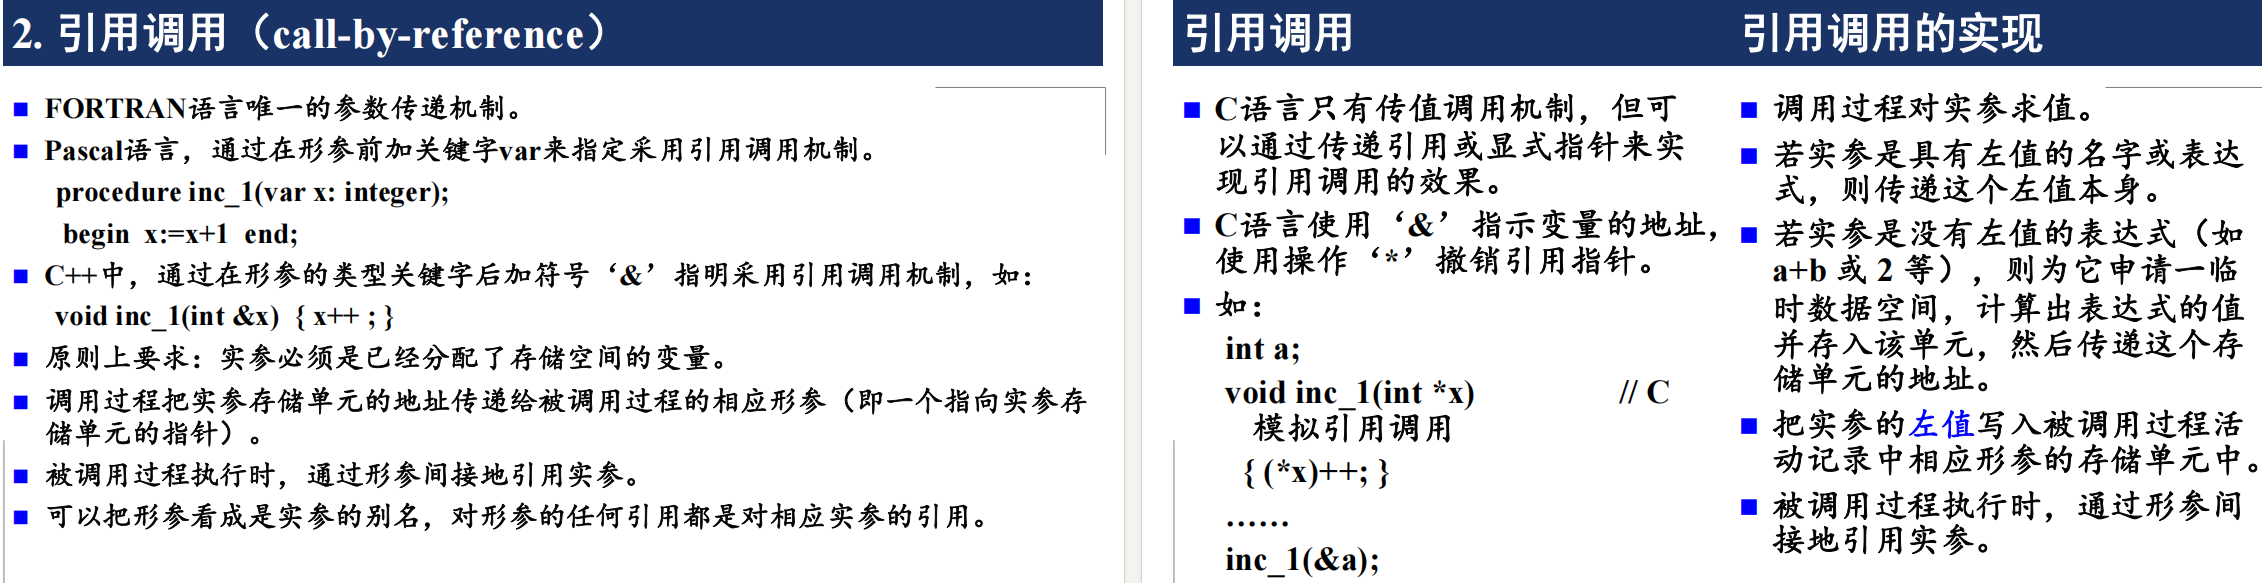 2. 引用调用（call-by-reference）
FORTRAN语言唯一的参数传递机制。
Pascal语言，通过在形参前加关键字var来指定采用引用调用机制。
procedure inc_1(var x: integer);
begin x:=x+1 end;
C++中，通过在形参的类型关键字后加符号‘&’指明采用引用调用机制，如：
void inc_1(int &x) { x++ ; }
原则上要求：实参必须是已经分配了存储空间的变量。
调用过程把实参存储单元的地址传递给被调用过程的相应形参（即一个指向实参存
储单元的指针）。
被调用过程执行时，通过形参间接地引用实参。
可以把形参看成是实参的别名，对形参的任何引用都是对相应实参的引用。
引用调用
C语言只有传值调用机制，但可
以通过传递引用或显式指针来实
现引用调用的效果。
C语言使用‘&’指示变量的地址，
使用操作‘*’撤销引用指针。
如：
int a;
void inc_1(int *x) // C
模拟引用调用
{ (*x)++; }
……
inc_1(&a);
引用调用的实现
调用过程对实参求值。
若实参是具有左值的名字或表达
式，则传递这个左值本身。
若实参是没有左值的表达式（如
a+b 或 2 等），则为它申请一临
时数据空间，计算出表达式的值
并存入该单元，然后传递这个存
储单元的地址。
把实参的左值写入被调用过程活
动记录中相应形参的存储单元中。
被调用过程执行时，通过形参间
接地引用实参。